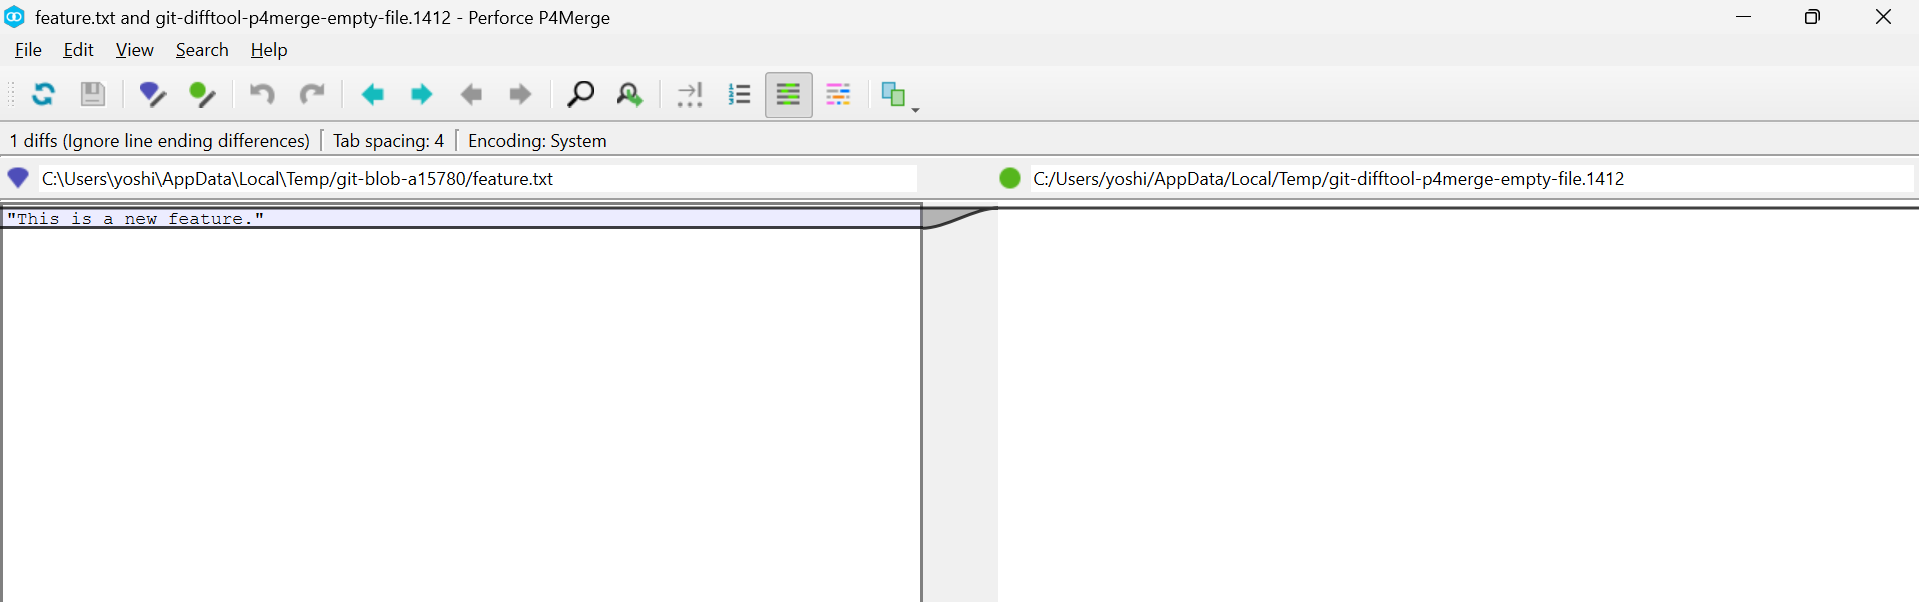 feature.txt and git-difftool-p4merge-empty-file.1412 - Perforce P4Merge
File Edit View Search Help
1 diffs (Ignore line ending differences) Tab spacing: 4 Encoding: System
C:\Users\yoshi\AppData\Local\Temp/git-blob-a15780/feature.txt C:/Users/yoshi/AppData/Local/Temp/git-difftool-p4merge-empty-file.1412
"This is a new feature."